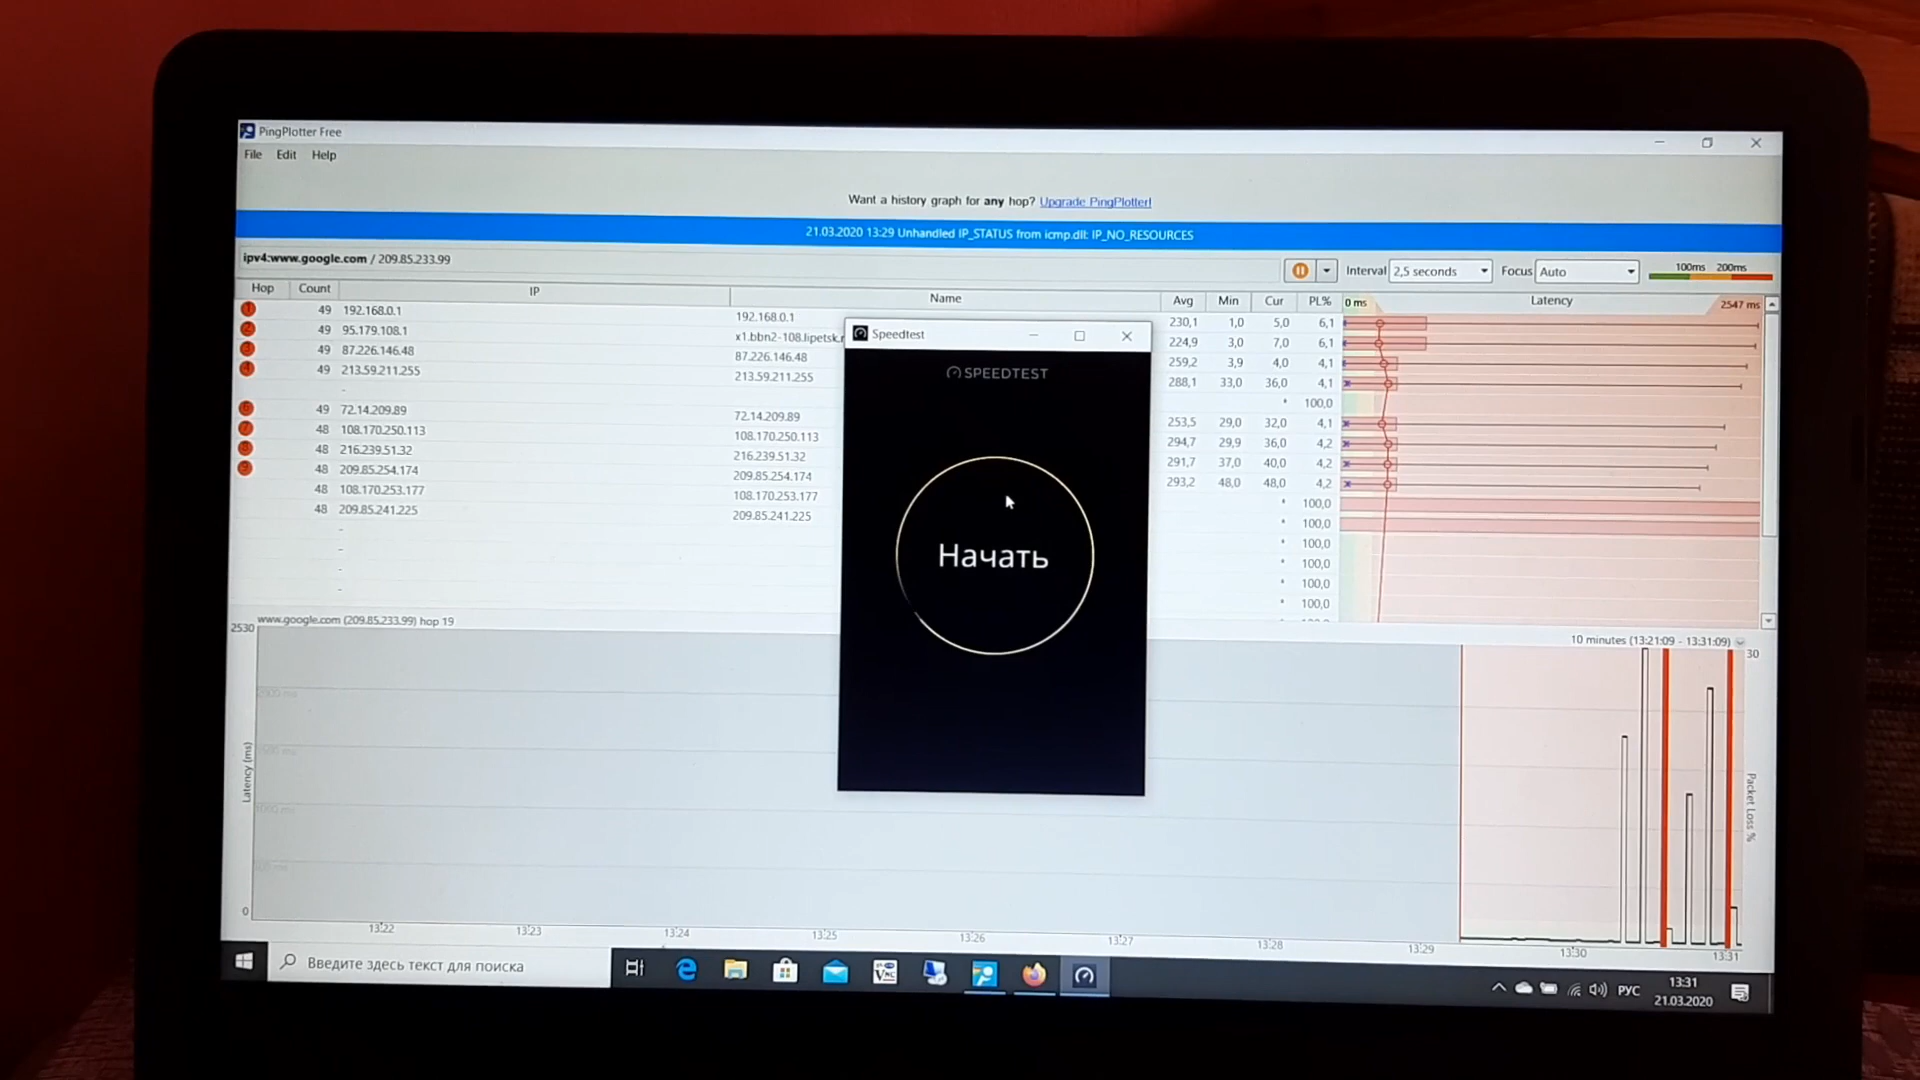 PingPlotter Free
File Edit Help
Want a history graph for any hop? Upgrade PingPlotter!
21.03.2020 13:29 Unhandled IP_STATUS from icmp.dll: IP_NO_RESOURCES
ipv4:www.google.com / 209.85.233.99
Interval 2,5 seconds Focus Auto 100ms 200ms
Hop Count IP Name Avg Min Cur PL% 0 ms Latency 2547 ms
1 49 192.168.0.1 192.168.0.1 230,1 1,0 5,0 6,1
2 49 95.179.108.1 x1.bbn2-108.lipetsk.r 224,9 3,0 7,0 6,1
3 49 87.226.146.48 87.226.146.48 259,2 3,9 4,0 4,1
4 49 213.59.211.255 213.59.211.255 288,1 33,0 36,0 4,1
- * 100,0
6 49 72.14.209.89 72.14.209.89 253,5 29,0 32,0 4,1
7 48 108.170.250.113 108.170.250.113 294,7 29,9 36,0 4,2
8 48 216.239.51.32 216.239.51.32 291,7 37,0 40,0 4,2
9 48 209.85.254.174 209.85.254.174 293,2 48,0 48,0 4,2
48 108.170.253.177 108.170.253.177 * 100,0
48 209.85.241.225 209.85.241.225 * 100,0
- * 100,0
- * 100,0
- * 100,0
- * 100,0
Speedtest
SPEEDTEST
Начать
www.google.com (209.85.233.99) hop 19
10 minutes (13:21:09 - 13:31:09)
2530
30
Latency (ms)
Packet Loss %
0
13:22 13:23 13:24 13:25 13:26 13:27 13:28 13:29 13:30 13:31
Введите здесь текст для поиска
РУС
13:31
21.03.2020